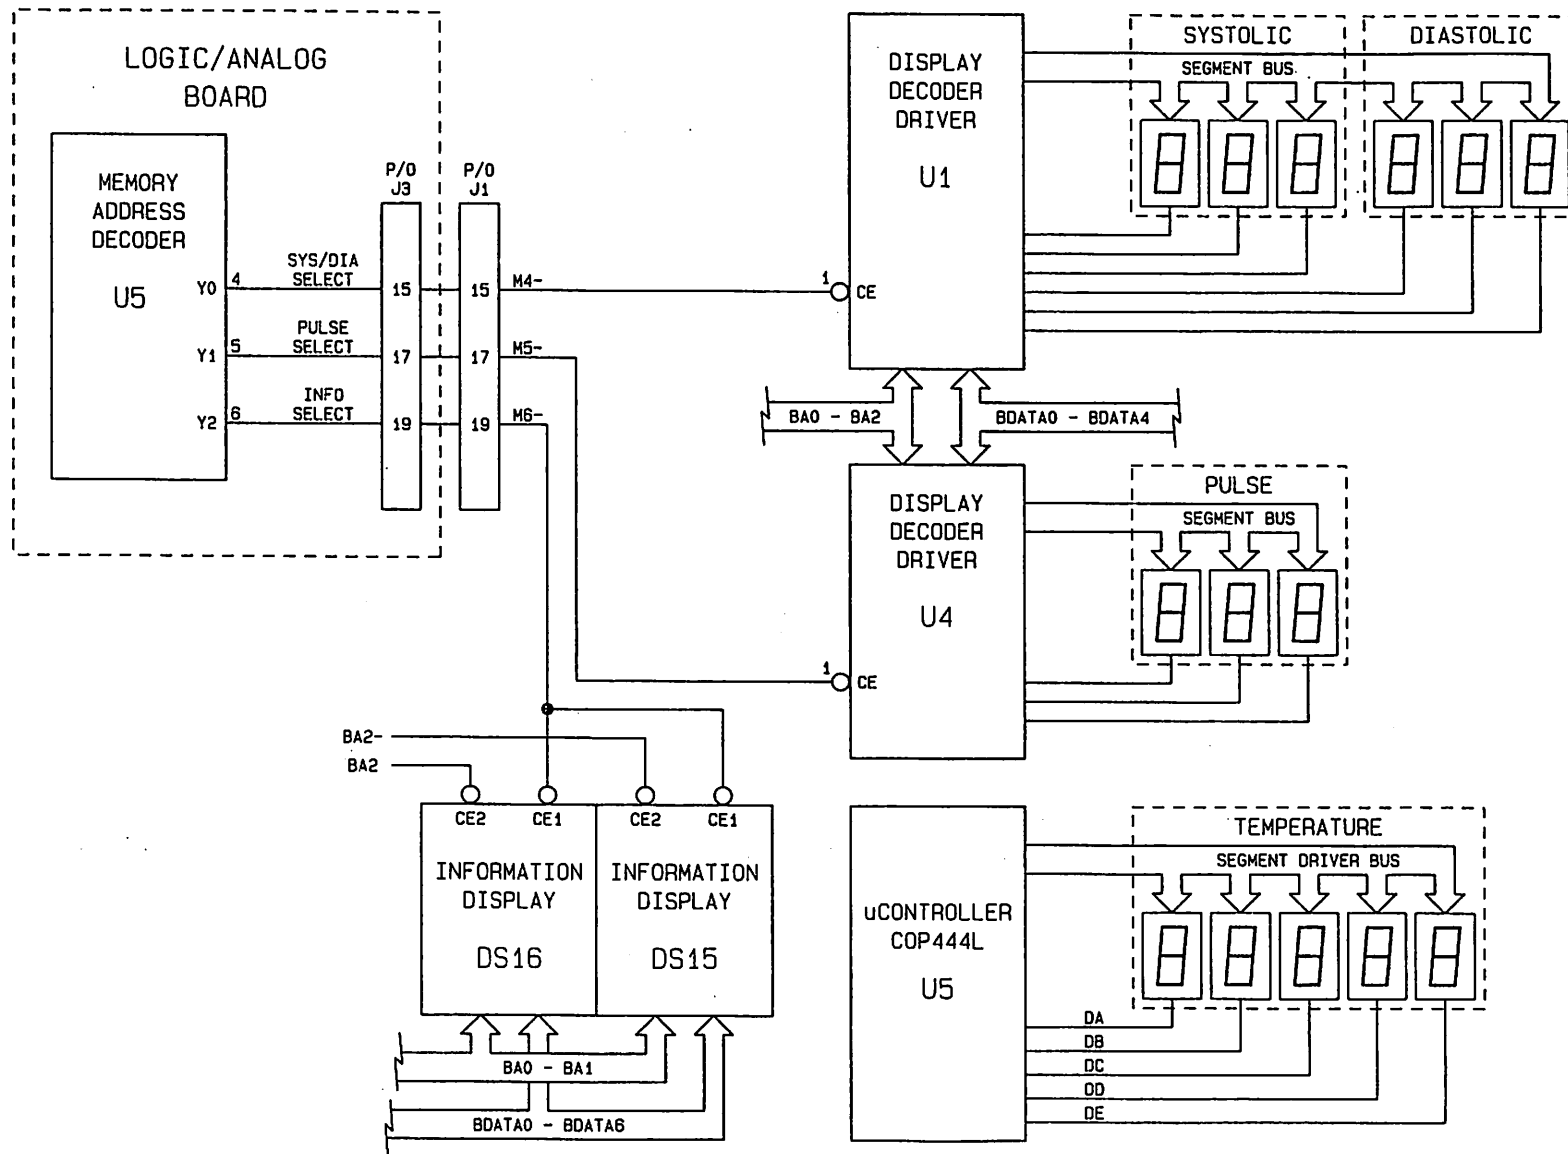 LOGIC/ANALOG
BOARD
MEMORY
ADDRESS
DECODER
U5
Y0
4
SYS/DIA
SELECT
Y1
5
PULSE
SELECT
Y2
6
INFO
SELECT
P/O
J3
15
17
19
P/O
J1
15
17
19
M4-
M5-
M6-
DISPLAY
DECODER
DRIVER
U1
1
CE
SYSTOLIC
DIASTOLIC
SEGMENT BUS
BA0 - BA2
BDATA0 - BDATA4
DISPLAY
DECODER
DRIVER
U4
1
CE
PULSE
SEGMENT BUS
BA2-
BA2
CE2
CE1
CE2
CE1
INFORMATION
DISPLAY
DS16
INFORMATION
DISPLAY
DS15
BA0 - BA1
BDATA0 - BDATA6
uCONTROLLER
COP444L
U5
TEMPERATURE
SEGMENT DRIVER BUS
DA
DB
DC
DD
DE